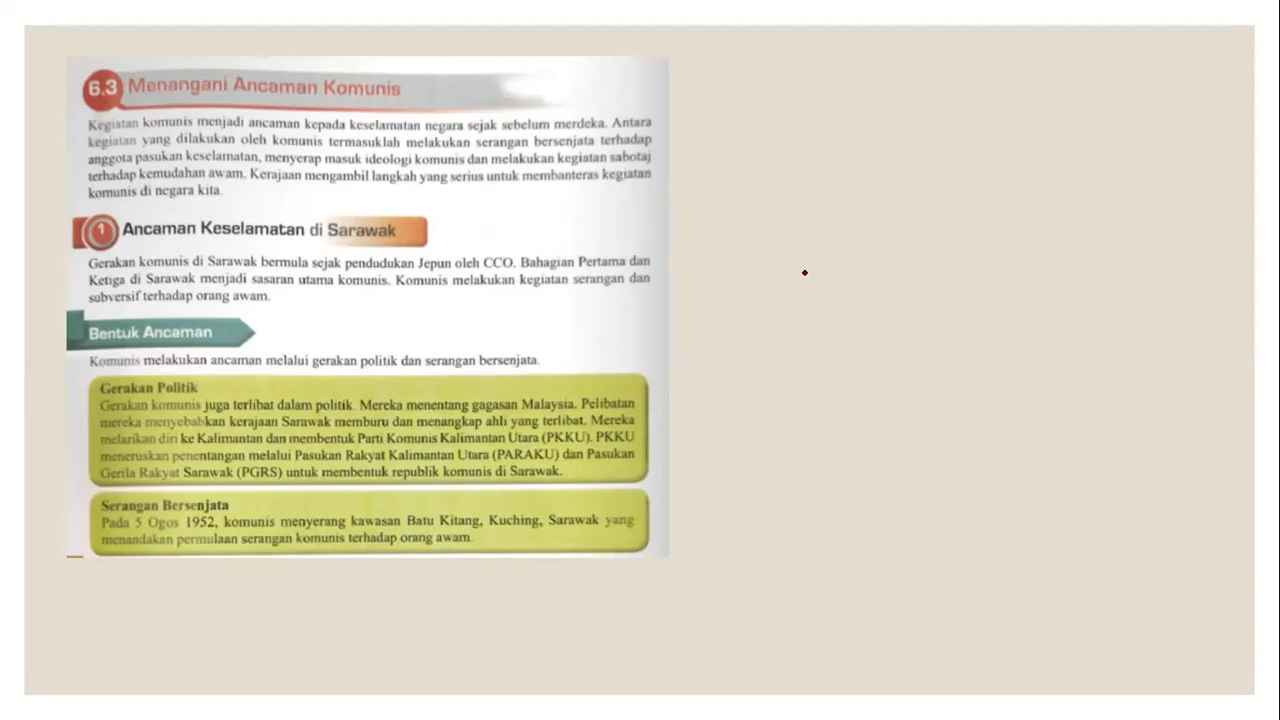 6.3 Menangani Ancaman Komunis
Kegiatan komunis menjadi ancaman kepada keselamatan negara sejak sebelum merdeka. Antara
kegiatan yang dilakukan oleh komunis termasuklah melakukan serangan bersenjata terhadap
anggota pasukan keselamatan, menyerap masuk ideologi komunis dan melakukan kegiatan sabotaj
terhadap kemudahan awam. Kerajaan mengambil langkah yang serius untuk membanteras kegiatan
komunis di negara kita.
1 Ancaman Keselamatan di Sarawak
Gerakan komunis di Sarawak bermula sejak pendudukan Jepun oleh CCO. Bahagian Pertama dan
Ketiga di Sarawak menjadi sasaran utama komunis. Komunis melakukan kegiatan serangan dan
subversif terhadap orang awam.
Bentuk Ancaman
Komunis melakukan ancaman melalui gerakan politik dan serangan bersenjata.
Gerakan Politik
Gerakan komunis juga terlibat dalam politik. Mereka menentang gagasan Malaysia. Pelibatan
mereka menyebabkan kerajaan Sarawak memburu dan menangkap ahli yang terlibat. Mereka
melarikan diri ke Kalimantan dan membentuk Parti Komunis Kalimantan Utara (PKKU). PKKU
meneruskan penentangan melalui Pasukan Rakyat Kalimantan Utara (PARAKU) dan Pasukan
Gerila Rakyat Sarawak (PGRS) untuk membentuk republik komunis di Sarawak.
Serangan Bersenjata
Pada 5 Ogos 1952, komunis menyerang kawasan Batu Kitang, Kuching, Sarawak yang
menandakan permulaan serangan komunis terhadap orang awam.